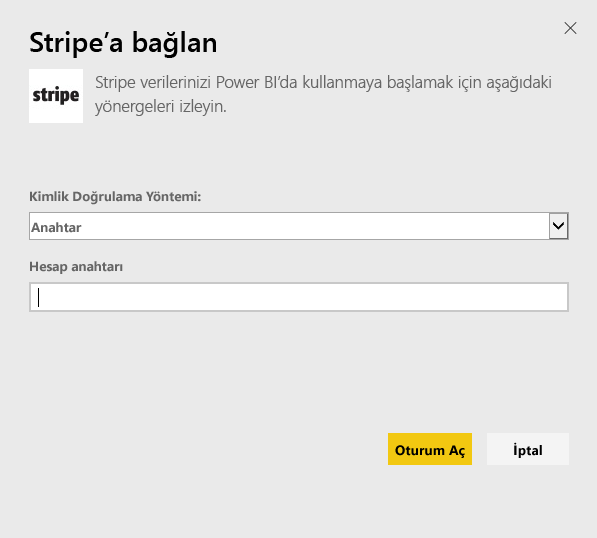 Stripe’a bağlan
stripe
Stripe verilerinizi Power BI’da kullanmaya başlamak için aşağıdaki
yönergeleri izleyin.
Kimlik Doğrulama Yöntemi:
Anahtar
Hesap anahtarı
Oturum Aç
İptal